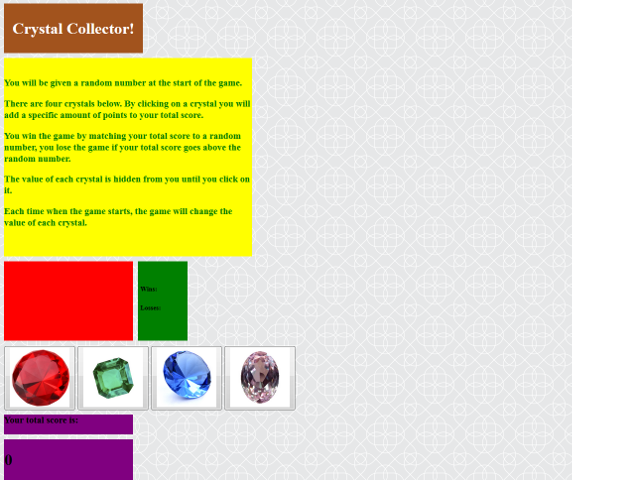 Crystal Collector!
You will be given a random number at the start of the game.
There are four crystals below. By clicking on a crystal you will
add a specific amount of points to your total score.
You win the game by matching your total score to a random
number, you lose the game if your total score goes above the
random number.
The value of each crystal is hidden from you until you click on
it.
Each time when the game starts, the game will change the
value of each crystal.
Wins:
Losses:
Your total score is:
0